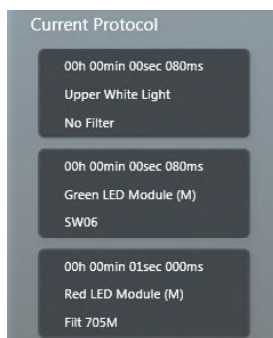 Current Protocol
00h 00min 00sec 080ms
Upper White Light
No Filter
00h 00min 00sec 080ms
Green LED Module (M)
SW06
00h 00min 01sec 000ms
Red LED Module (M)
Filt 705M